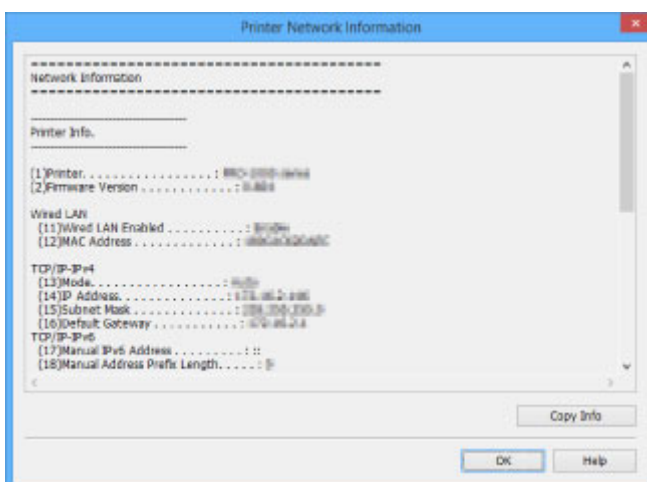 Printer Network Information
Network Information
Printer Info.
(1)Printer. . . . . . . . . . . . . . . . . :
(2)Firmware Version . . . . . . . . . . . . :
Wired LAN
(11)Wired LAN Enabled . . . . . . . . . . :
(12)MAC Address . . . . . . . . . . . . . :
TCP/IP-IPv4
(13)Mode. . . . . . . . . . . . . . . . . :
(14)IP Address. . . . . . . . . . . . . . :
(15)Subnet Mask . . . . . . . . . . . . . :
(16)Default Gateway . . . . . . . . . . . :
TCP/IP-IPv6
(17)Manual IPv6 Address . . . . . . . . . : ::
(18)Manual Address Prefix Length. . . . . :
Copy Info
OK
Help